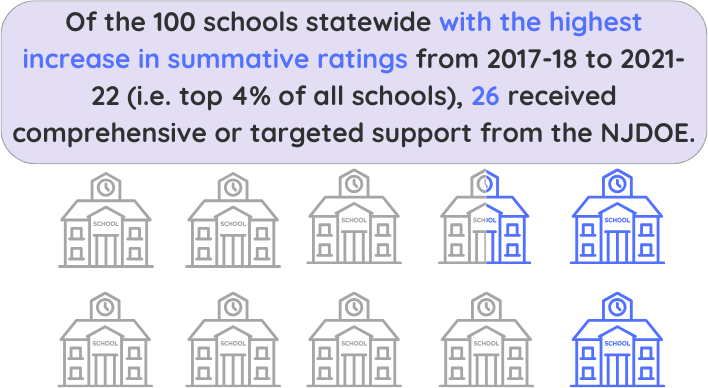 Of the 100 schools statewide with the highest
increase in summative ratings from 2017-18 to 2021-
22 (i.e. top 4% of all schools), 26 received
comprehensive or targeted support from the NJDOE.
SCHOOL SCHOOL SCHOOL SCHOOL SCHOOL
SCHOOL SCHOOL SCHOOL SCHOOL SCHOOL